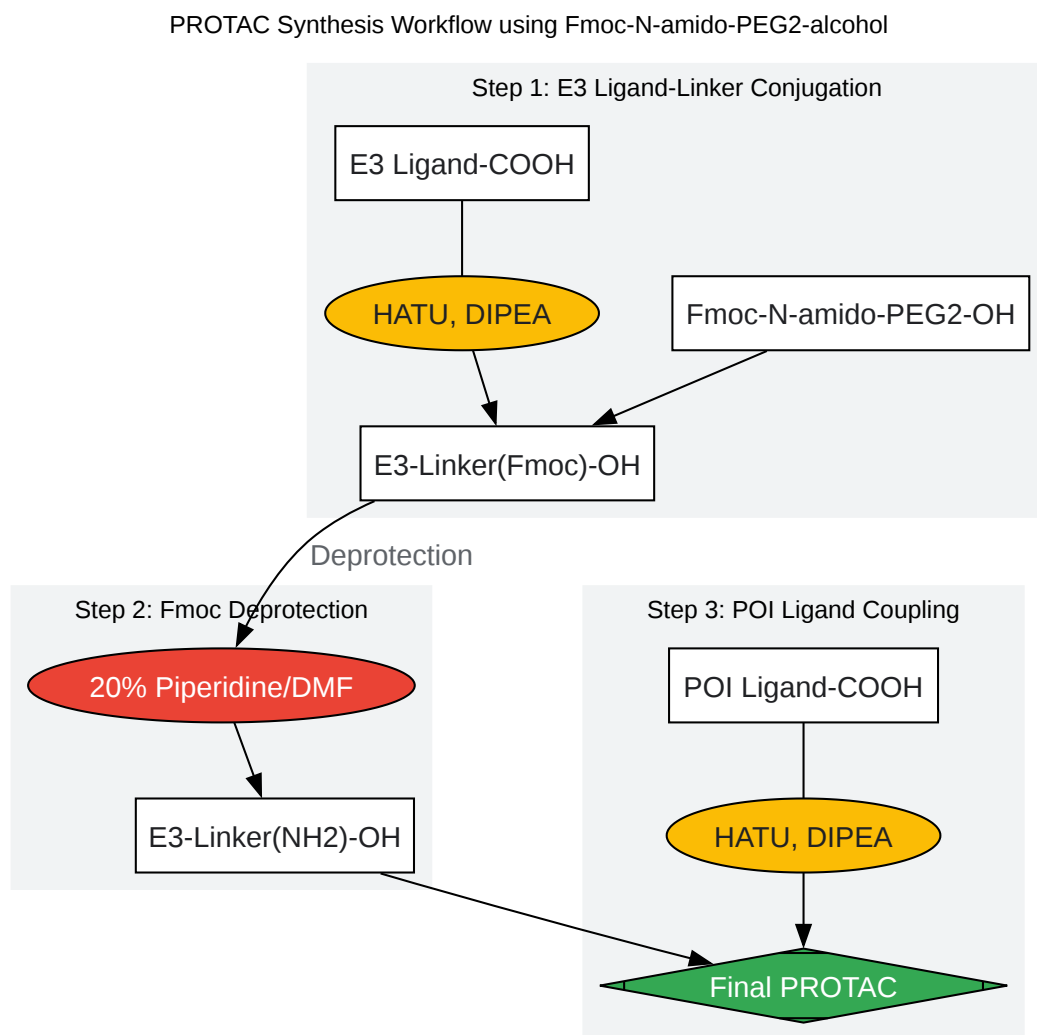 PROTAC Synthesis Workflow using Fmoc-N-amido-PEG2-alcohol
Step 1: E3 Ligand-Linker Conjugation
E3 Ligand-COOH
HATU, DIPEA
Fmoc-N-amido-PEG2-OH
E3-Linker(Fmoc)-OH
Deprotection
Step 2: Fmoc Deprotection
20% Piperidine/DMF
E3-Linker(NH2)-OH
Step 3: POI Ligand Coupling
POI Ligand-COOH
HATU, DIPEA
Final PROTAC